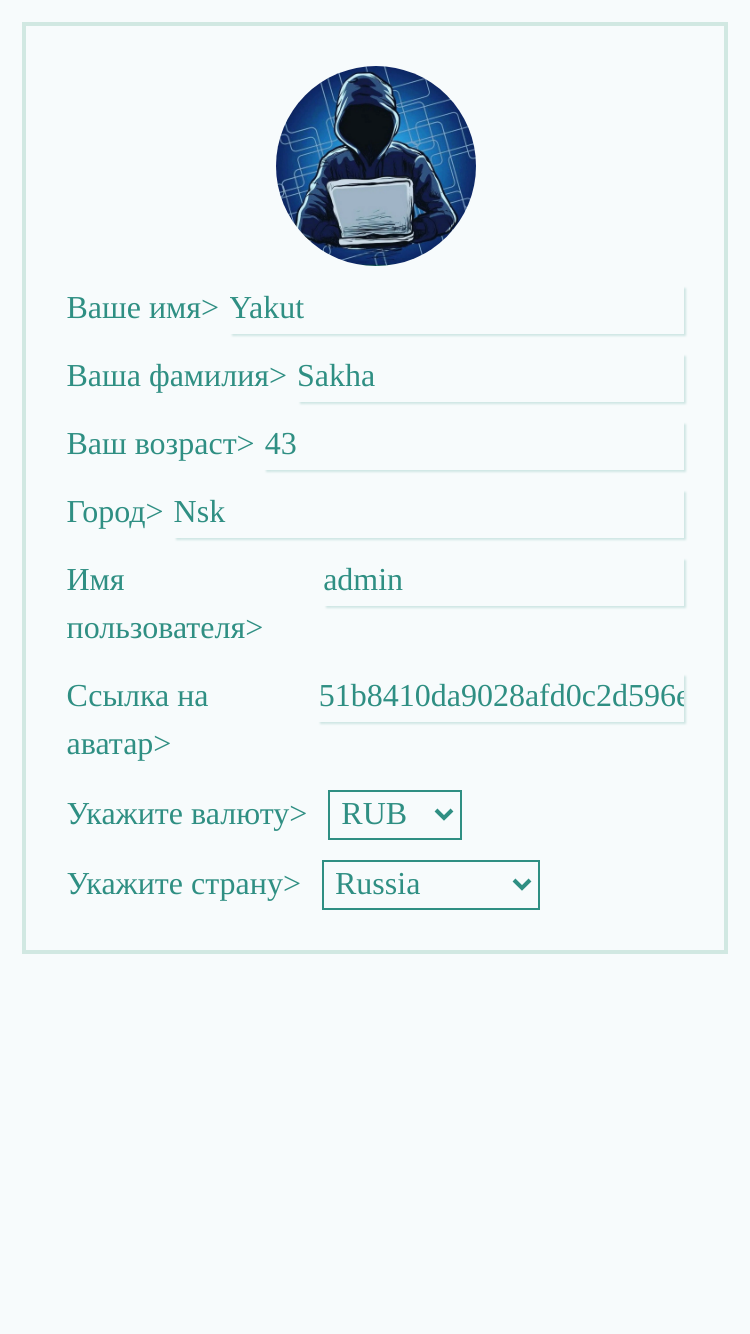 Ваше имя> Yakut
Ваша фамилия> Sakha
Ваш возраст> 43
Город> Nsk
Имя admin
пользователя>
Ссылка на 51b8410da9028afd0c2d596e
аватар>
Укажите валюту> RUB
Укажите страну> Russia